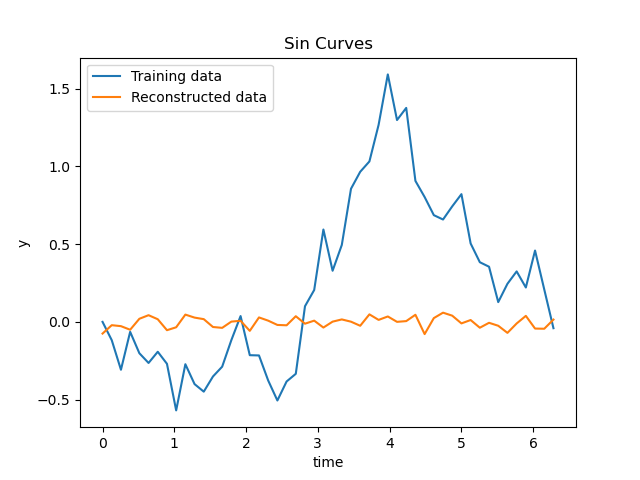 Sin Curves
Training data
Reconstructed data
y
1.5
1.0
0.5
0.0
−0.5
0 1 2 3 4 5 6
time